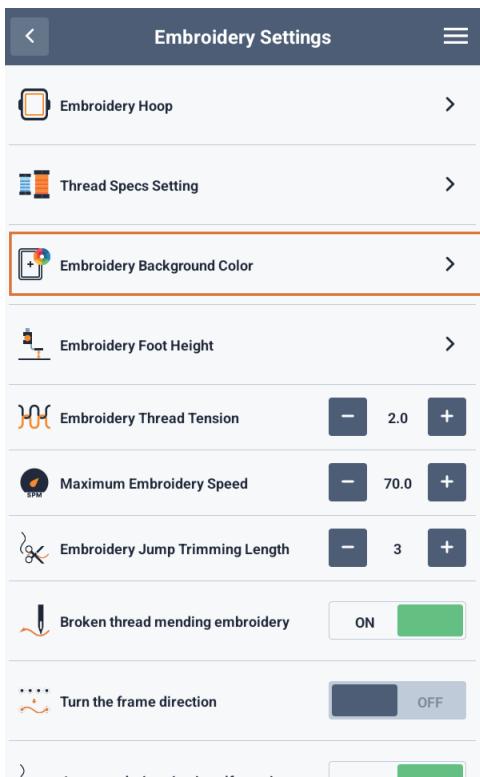 Embroidery Settings
Embroidery Hoop
Thread Specs Setting
Embroidery Background Color
Embroidery Foot Height
Embroidery Thread Tension − 2.0 +
SPM Maximum Embroidery Speed − 70.0 +
Embroidery Jump Trimming Length − 3 +
Broken thread mending embroidery ON
Turn the frame direction OFF